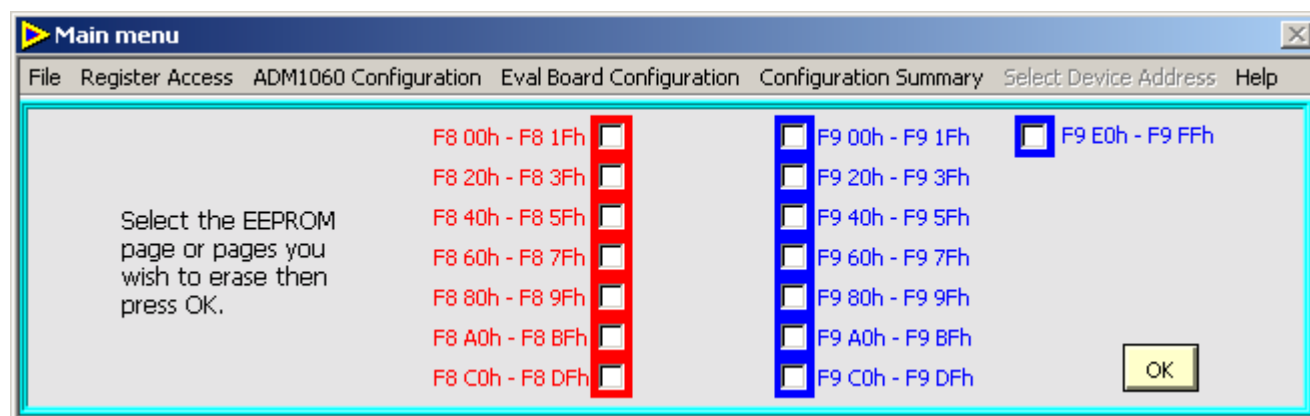 Main menu
File Register Access ADM1060 Configuration Eval Board Configuration Configuration Summary Select Device Address Help
Select the EEPROM
page or pages you
wish to erase then
press OK.
F8 00h - F8 1Fh
F8 20h - F8 3Fh
F8 40h - F8 5Fh
F8 60h - F8 7Fh
F8 80h - F8 9Fh
F8 A0h - F8 BFh
F8 C0h - F8 DFh
F9 00h - F9 1Fh
F9 20h - F9 3Fh
F9 40h - F9 5Fh
F9 60h - F9 7Fh
F9 80h - F9 9Fh
F9 A0h - F9 BFh
F9 C0h - F9 DFh
F9 E0h - F9 FFh
OK